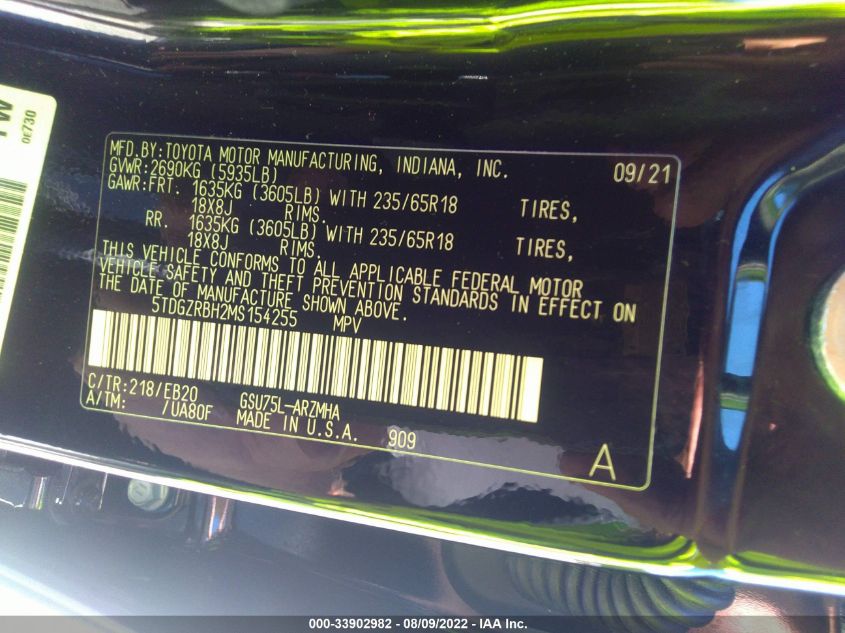 TW
0E730
MFD.BY:TOYOTA MOTOR MANUFACTURING, INDIANA, INC. 09/21
GVWR:2690KG (5935LB)
GAWR:FRT. 1635KG (3605LB) WITH 235/65R18 TIRES,
18X8J RIMS.
RR. 1635KG (3605LB) WITH 235/65R18 TIRES,
18X8J RIMS.
THIS VEHICLE CONFORMS TO ALL APPLICABLE FEDERAL MOTOR
VEHICLE SAFETY AND THEFT PREVENTION STANDARDS IN EFFECT ON
THE DATE OF MANUFACTURE SHOWN ABOVE.
5TDGZRBH2MS154255 MPV
C/TR:218/EB20 GSU75L-ARZMHA
A/TM: /UA80F MADE IN U.S.A. 909
A
000-33902982 - 08/09/2022 - IAA Inc.